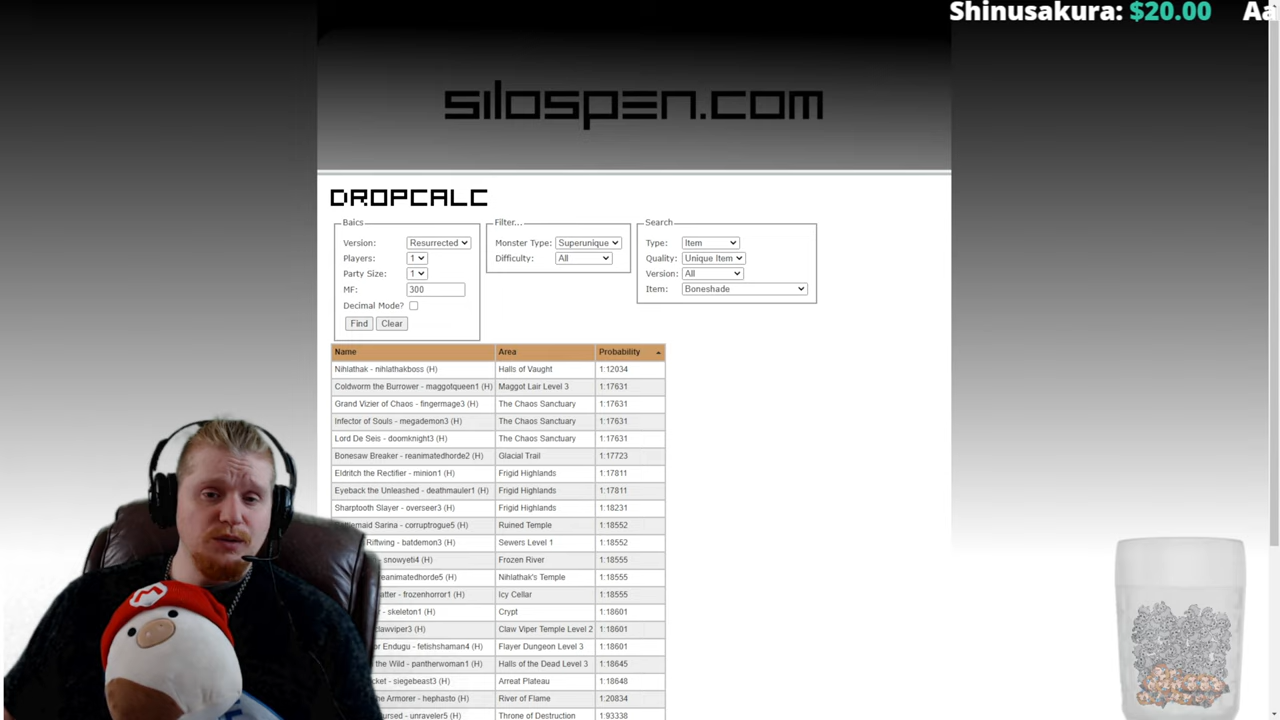 Shinusakura: $20.00 Aa
silospen.com
DROPCALC
Baics
Version: Resurrected
Players: 1
Party Size: 1
MF: 300
Decimal Mode?
Find Clear
Filter...
Monster Type: Superunique
Difficulty: All
Search
Type: Item
Quality: Unique Item
Version: All
Item: Boneshade
Name Area Probability
Nihlathak - nihlathakboss (H) Halls of Vaught 1:12034
Coldworm the Burrower - maggotqueen1 (H) Maggot Lair Level 3 1:17631
Grand Vizier of Chaos - fingermage3 (H) The Chaos Sanctuary 1:17631
Infector of Souls - megademon3 (H) The Chaos Sanctuary 1:17631
Lord De Seis - doomknight3 (H) The Chaos Sanctuary 1:17631
Bonesaw Breaker - reanimatedhorde2 (H) Glacial Trail 1:17723
Eldritch the Rectifier - minion1 (H) Frigid Highlands 1:17811
Eyeback the Unleashed - deathmauler1 (H) Frigid Highlands 1:17811
Sharptooth Slayer - overseer3 (H) Frigid Highlands 1:18231
ttlemaid Sarina - corruptrogue5 (H) Ruined Temple 1:18552
Riftwing - batdemon3 (H) Sewers Level 1 1:18552
- snowyeti4 (H) Frozen River 1:18555
reanimatedhorde5 (H) Nihlathak's Temple 1:18555
atter - frozenhorror1 (H) Icy Cellar 1:18555
r - skeleton1 (H) Crypt 1:18601
clawviper3 (H) Claw Viper Temple Level 2 1:18601
or Endugu - fetishshaman4 (H) Flayer Dungeon Level 3 1:18601
the Wild - pantherwoman1 (H) Halls of the Dead Level 3 1:18645
cket - siegebeast3 (H) Arreat Plateau 1:18648
he Armorer - hephasto (H) River of Flame 1:20834
ursed - unraveler5 (H) Throne of Destruction 1:93338